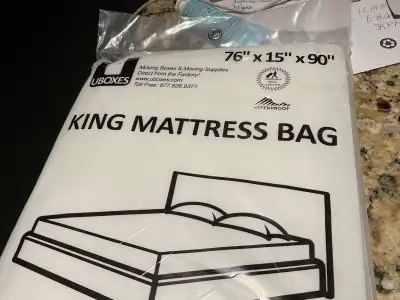 76" x 15" x 90"
UBOXES
Moving Boxes & Moving Supplies
Direct from the Factory!
www.uboxes.com
Toll Free: 877.826.9371
WATERPROOF
KING MATTRESS BAG